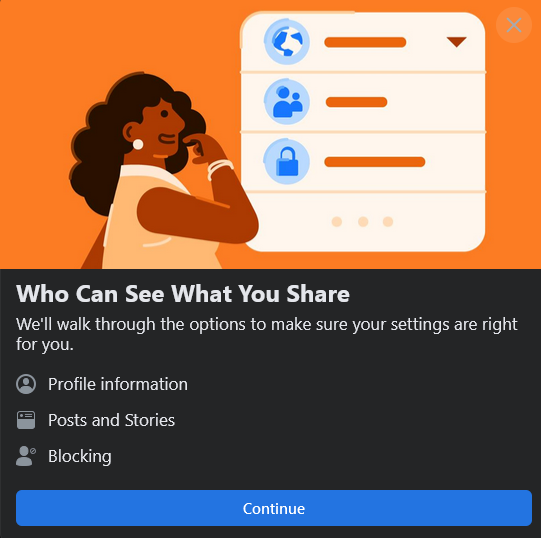 Who Can See What You Share
We'll walk through the options to make sure your settings are right
for you.
Profile information
Posts and Stories
Blocking
Continue